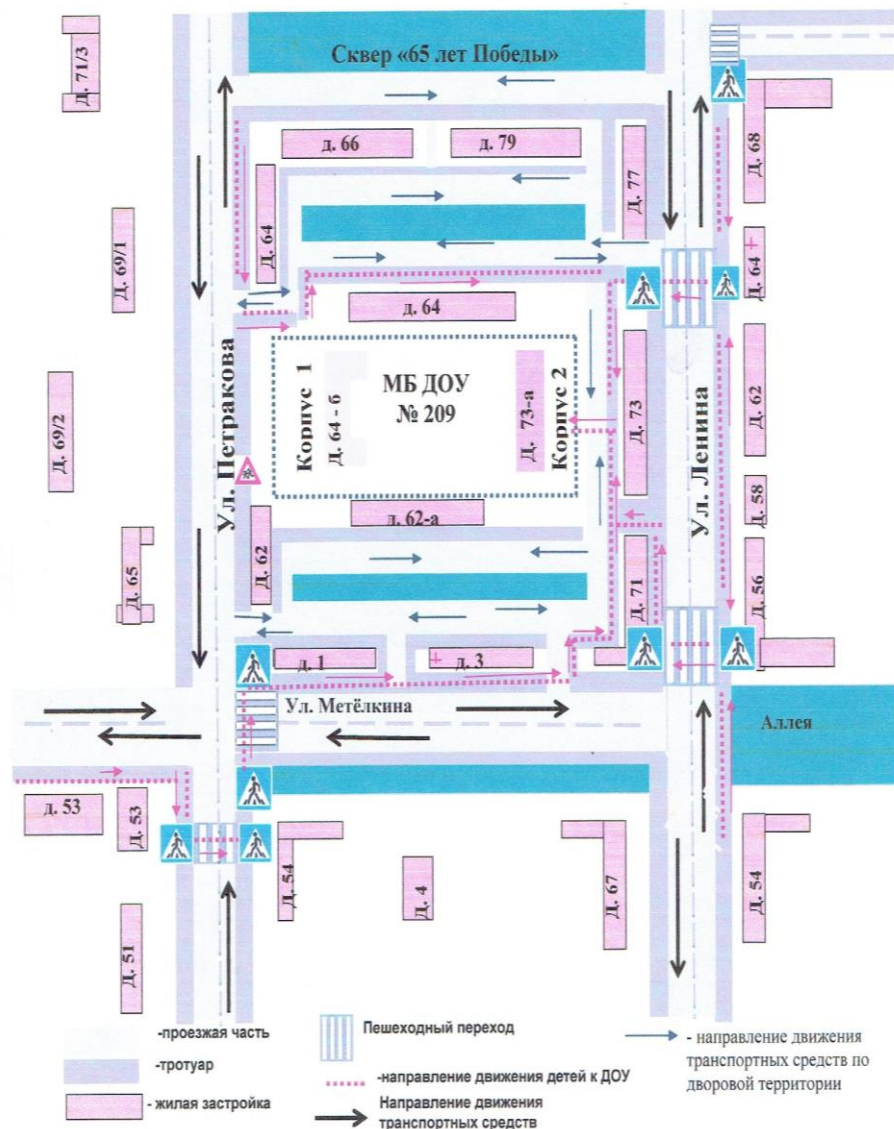 Д. 71/3
Сквер «65 лет Победы»
Д. 68
д. 66
д. 79
Д. 77
Д. 64
Д. 64
Д. 69/1
д. 64
Ул. Петракова
Корпус 1
Д. 64 - б
МБ ДОУ
№ 209
Д. 73-а
Корпус 2
Д. 73
Ул. Ленина
Д. 62
Д. 69/2
Д. 58
д. 62-а
Д. 62
Д. 65
Д. 71
Д. 56
д. 1
д. 3
Ул. Метёлкина
Аллея
д. 53
Д. 53
Д. 54
Д. 4
Д. 67
Д. 54
Д. 51
-проезжая часть
-тротуар
- жилая застройка
Пешеходный переход
-направление движения детей к ДОУ
Направление движения
транспортных средств
- направление движения
транспортных средств по
дворовой территории